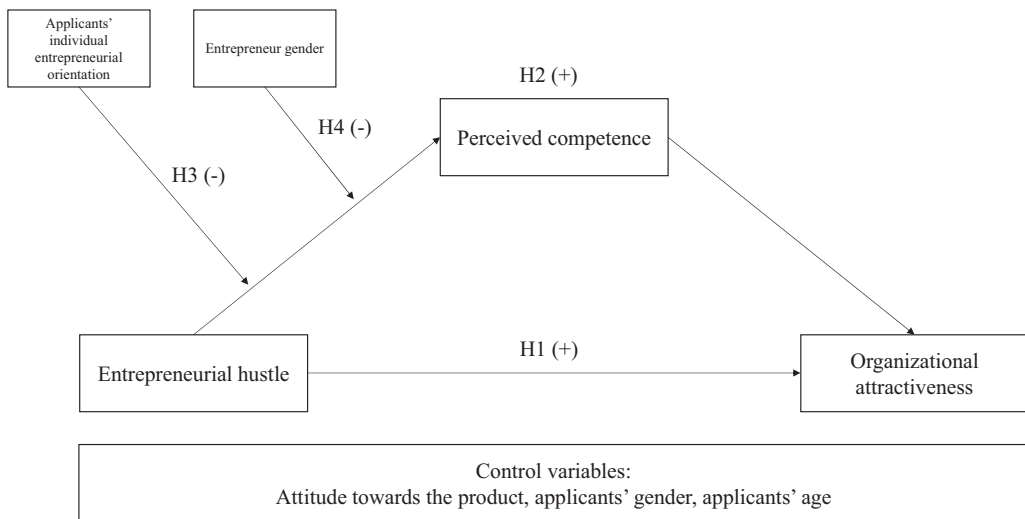 Applicants’
individual
entrepreneurial
orientation
Entrepreneur gender
H2 (+)
H4 (-)
Perceived competence
H3 (-)
H1 (+)
Entrepreneurial hustle
Organizational
attractiveness
Control variables:
Attitude towards the product, applicants’ gender, applicants’ age